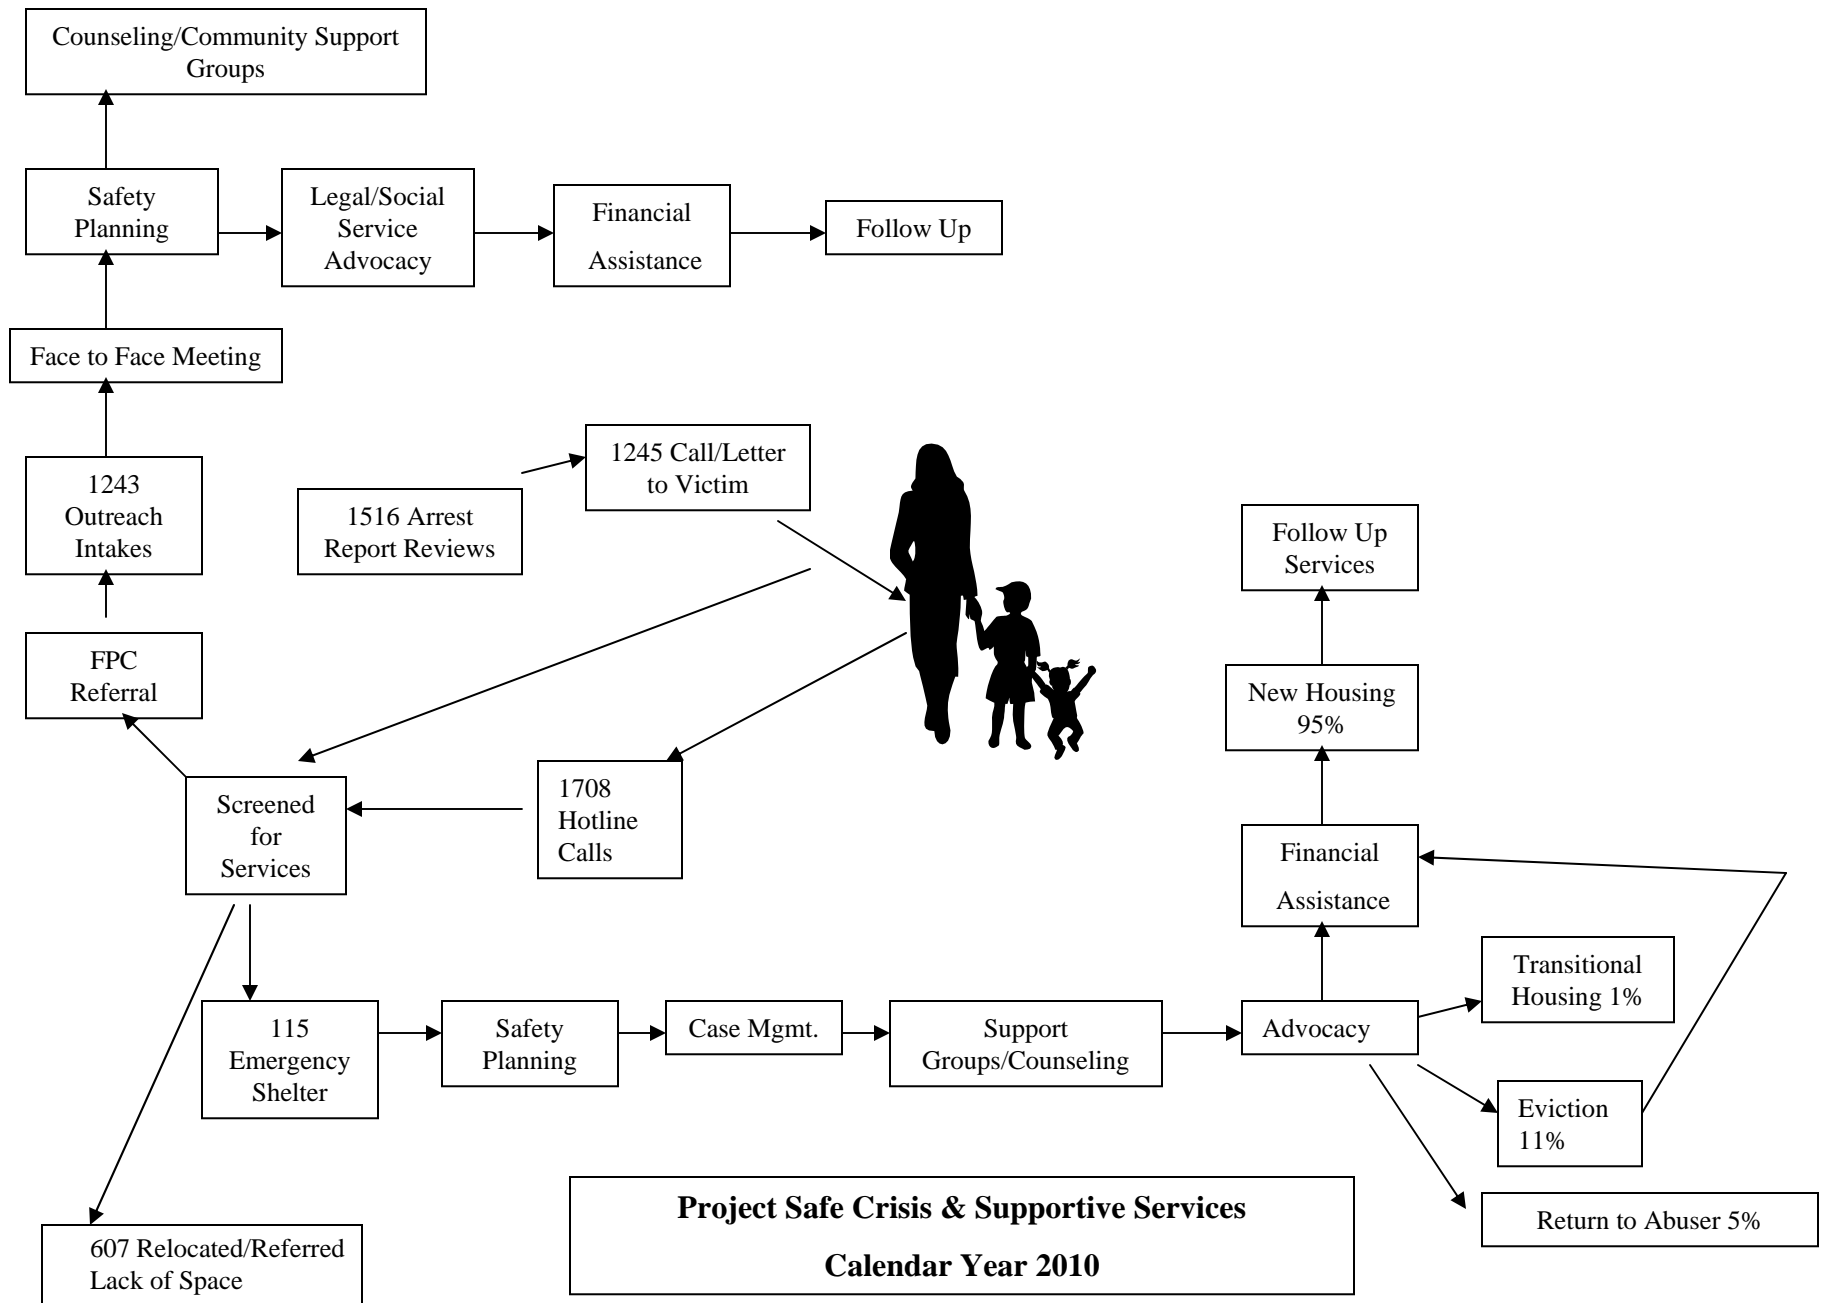 Counseling/Community Support
Groups
Safety
Planning
Legal/Social
Service
Advocacy
Financial
Assistance
Follow Up
Face to Face Meeting
1243
Outreach
Intakes
1516 Arrest
Report Reviews
1245 Call/Letter
to Victim
Follow Up
Services
FPC
Referral
New Housing
95%
Screened
for
Services
1708
Hotline
Calls
Financial
Assistance
Transitional
Housing 1%
115
Emergency
Shelter
Safety
Planning
Case Mgmt.
Support
Groups/Counseling
Advocacy
Eviction
11%
Return to Abuser 5%
607 Relocated/Referred
Lack of Space
Project Safe Crisis & Supportive Services
Calendar Year 2010